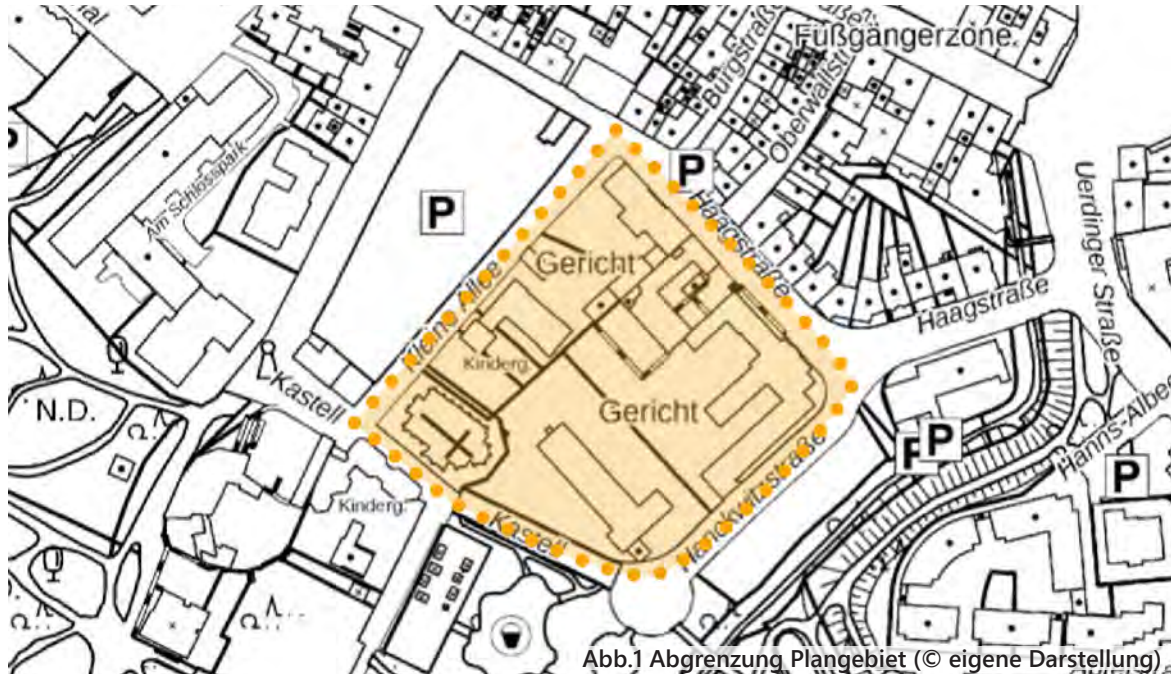 Fußgängerzone
Burgstraße
Oberwallstr
P
P
Am Schlosspark
Haagstraße
Uerdinger Straße
Gericht
Kleine Allee
Haagstraße
Kinderg.
Kastell
N.D.
Gericht
P
P
Hanns-Albe
Kinderg.
Kastell
Abb.1 Abgrenzung Plangebiet (© eigene Darstellung)